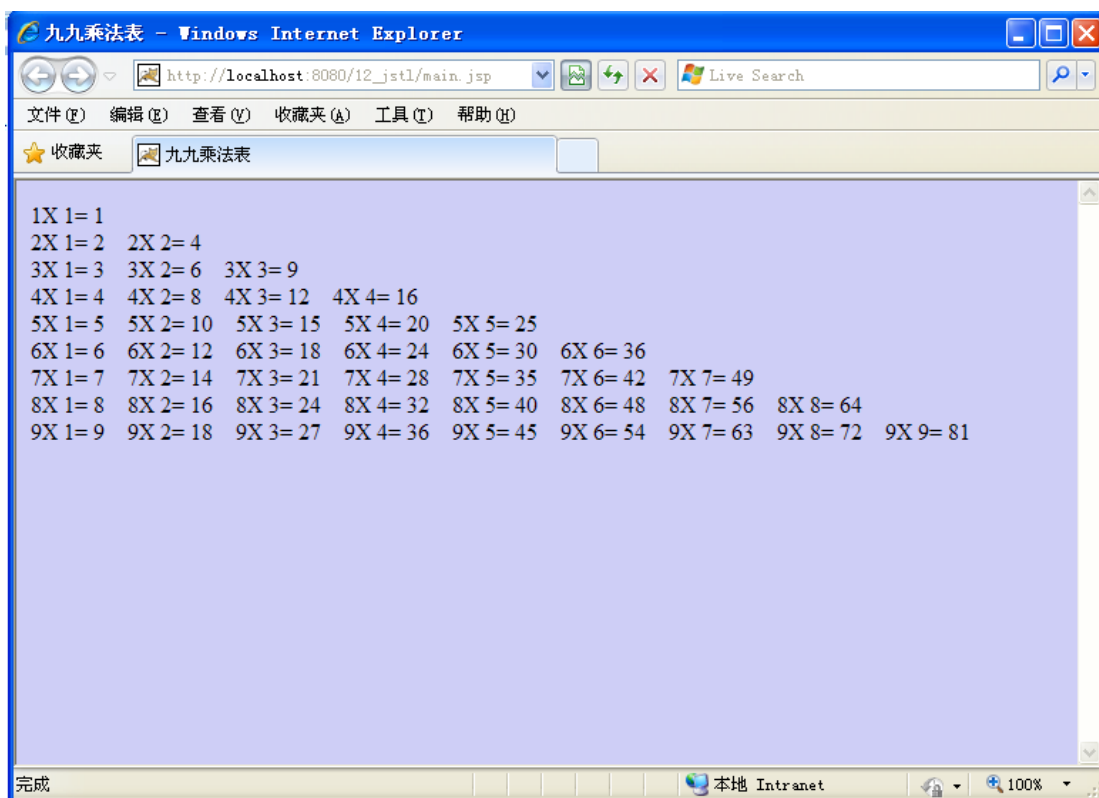 九九乘法表 - Windows Internet Explorer
http://localhost:8080/12_jstl/main.jsp Live Search
文件(F) 编辑(E) 查看(V) 收藏夹(A) 工具(T) 帮助(H)
收藏夹 九九乘法表
1X 1= 1
2X 1= 2 2X 2= 4
3X 1= 3 3X 2= 6 3X 3= 9
4X 1= 4 4X 2= 8 4X 3= 12 4X 4= 16
5X 1= 5 5X 2= 10 5X 3= 15 5X 4= 20 5X 5= 25
6X 1= 6 6X 2= 12 6X 3= 18 6X 4= 24 6X 5= 30 6X 6= 36
7X 1= 7 7X 2= 14 7X 3= 21 7X 4= 28 7X 5= 35 7X 6= 42 7X 7= 49
8X 1= 8 8X 2= 16 8X 3= 24 8X 4= 32 8X 5= 40 8X 6= 48 8X 7= 56 8X 8= 64
9X 1= 9 9X 2= 18 9X 3= 27 9X 4= 36 9X 5= 45 9X 6= 54 9X 7= 63 9X 8= 72 9X 9= 81
完成 本地 Intranet 100%